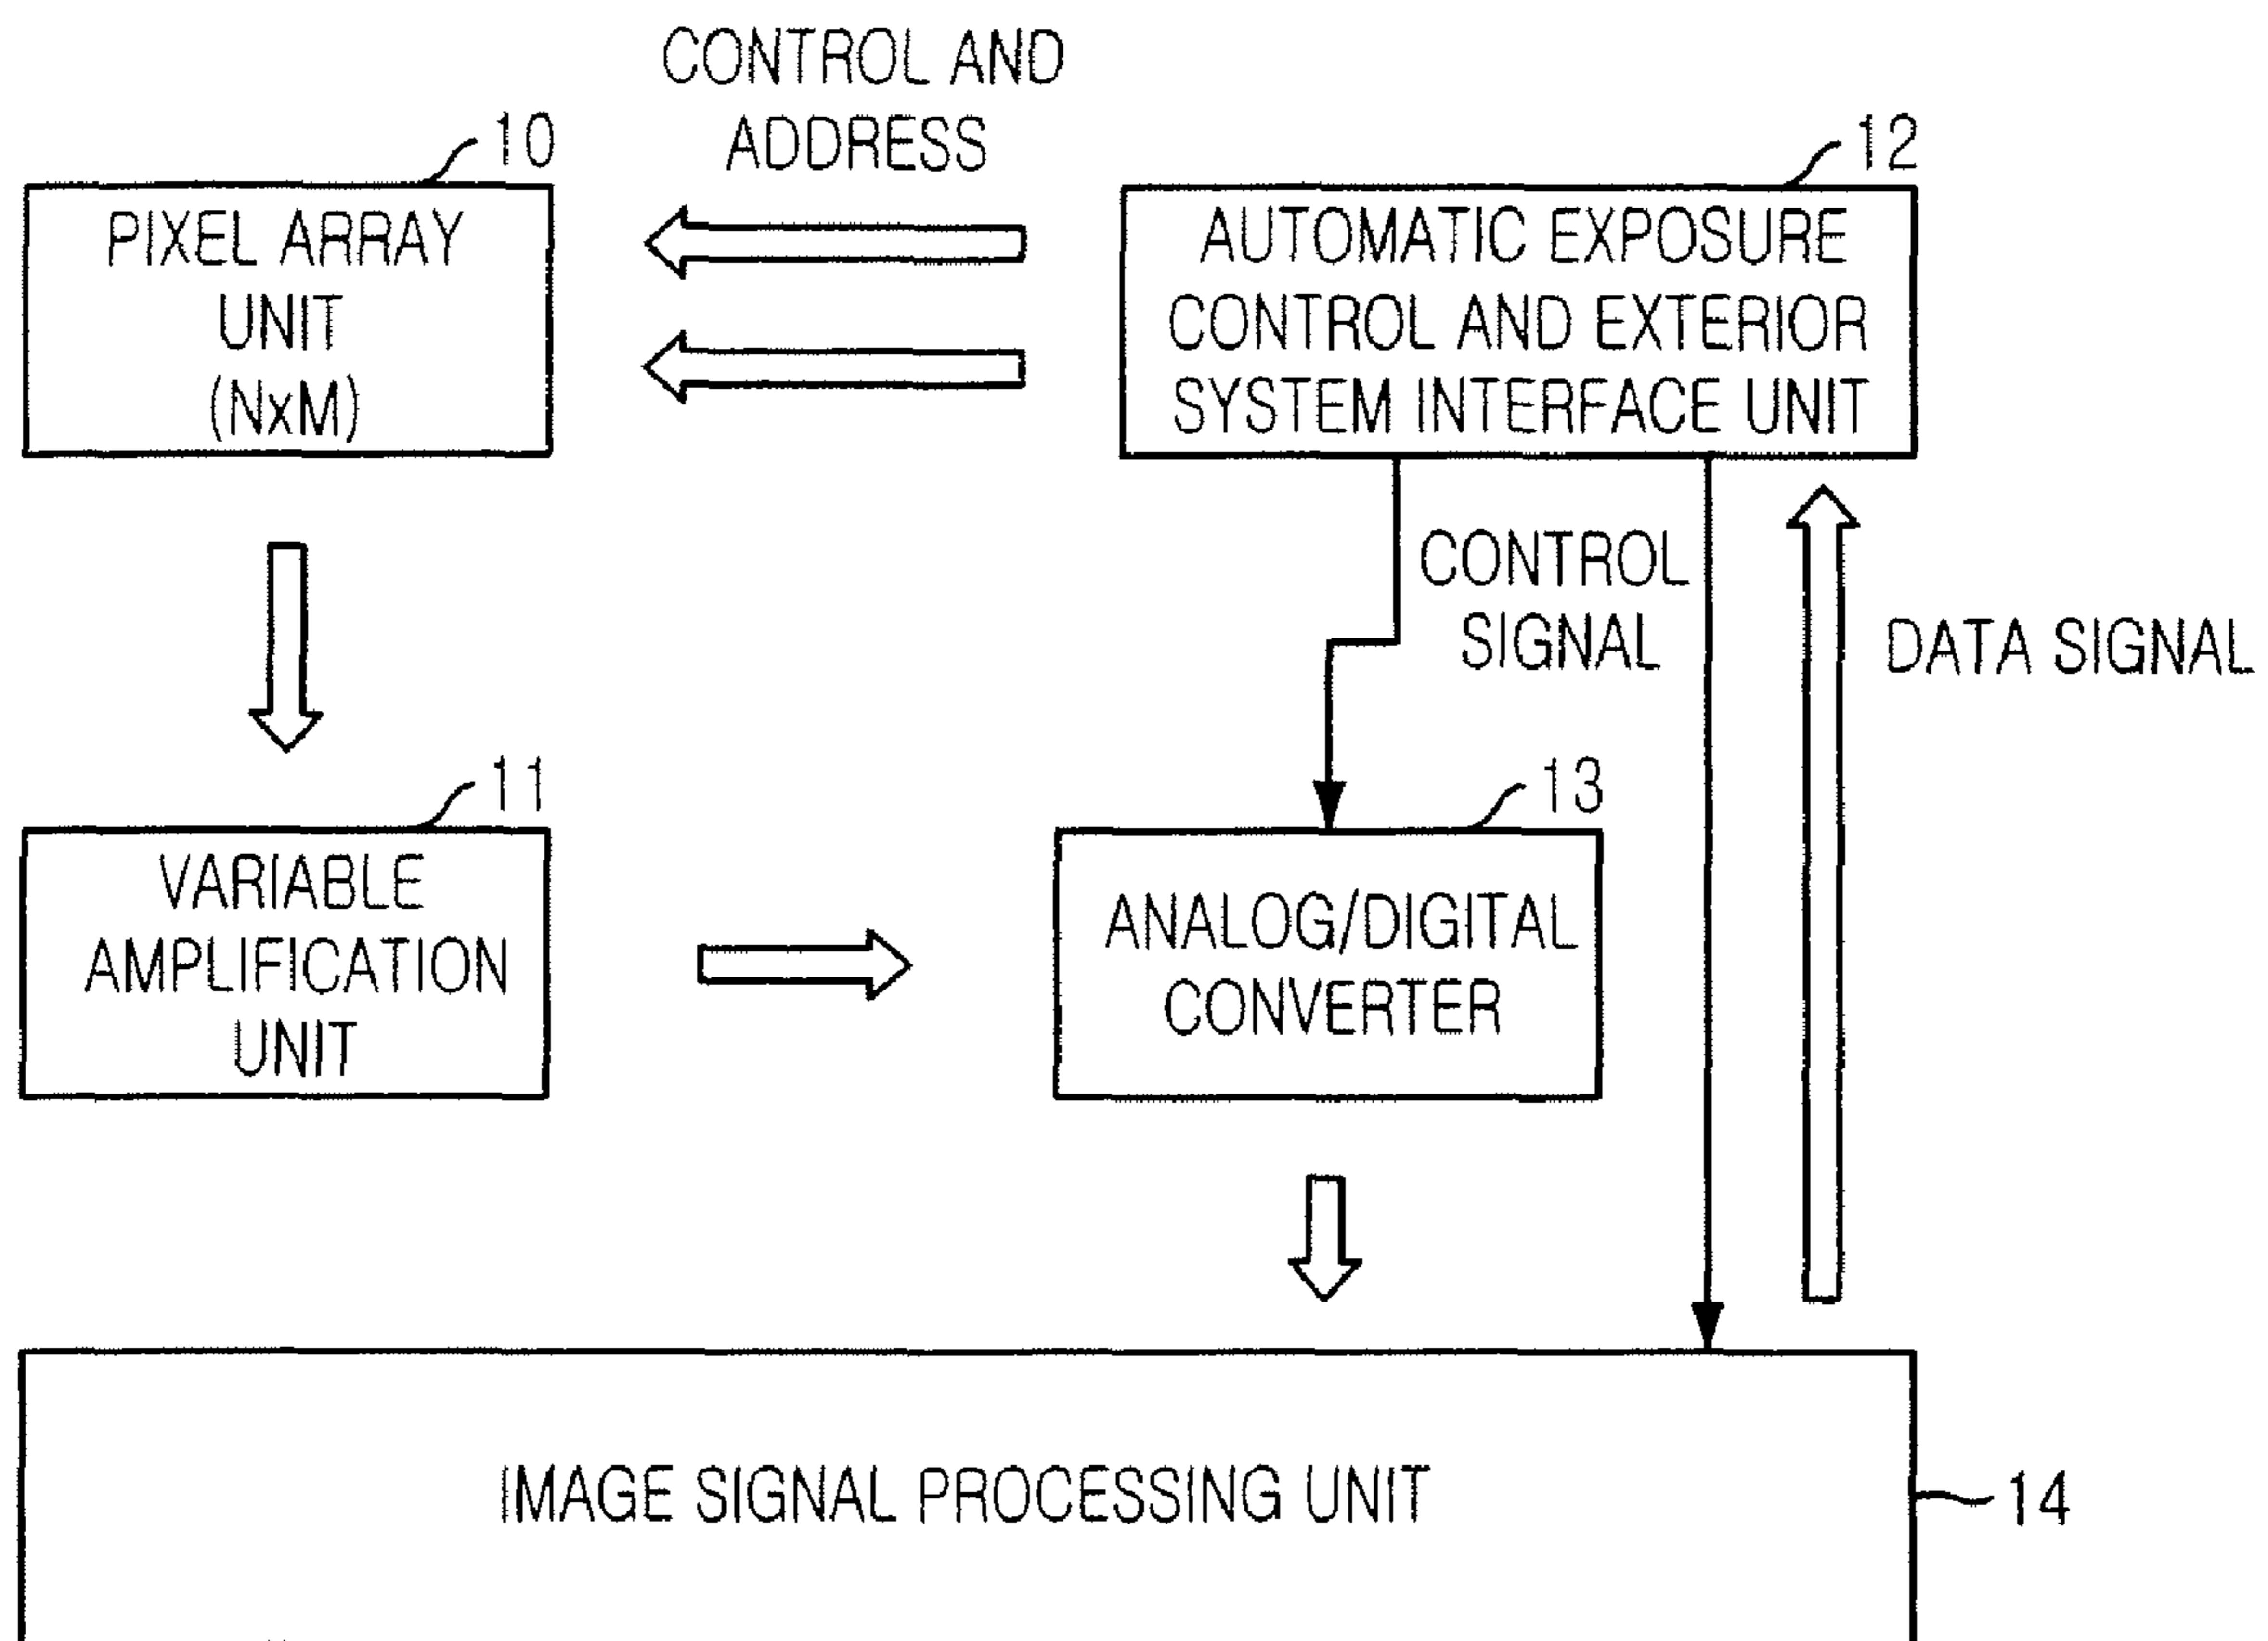 CONTROL AND
ADDRESS
10
12
PIXEL ARRAY
UNIT
(NxM)
AUTOMATIC EXPOSURE
CONTROL AND EXTERIOR
SYSTEM INTERFACE UNIT
CONTROL
SIGNAL
DATA SIGNAL
11
13
VARIABLE
AMPLIFICATION
UNIT
ANALOG/DIGITAL
CONVERTER
IMAGE SIGNAL PROCESSING UNIT
14